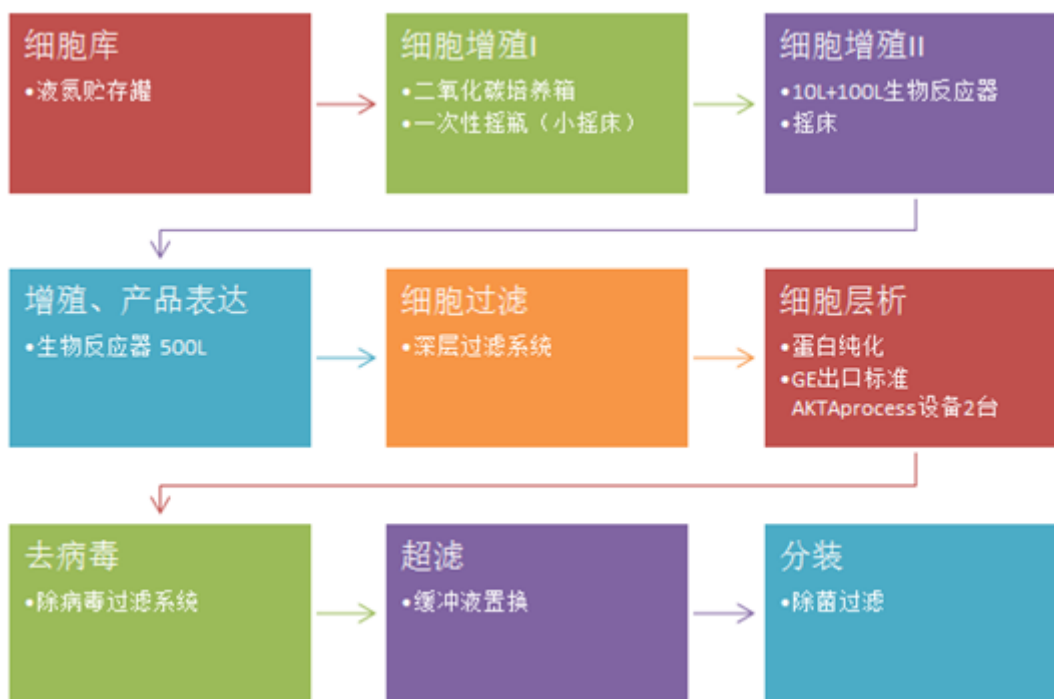 细胞库
•液氮贮存罐
细胞增殖I
•二氧化碳培养箱
•一次性摇瓶（小摇床）
细胞增殖II
•10L+100L生物反应器
•摇床
增殖、产品表达
•生物反应器 500L
细胞过滤
•深层过滤系统
细胞层析
•蛋白纯化
•GE出口标准
AKTAprocess设备2台
去病毒
•除病毒过滤系统
超滤
•缓冲液置换
分装
•除菌过滤